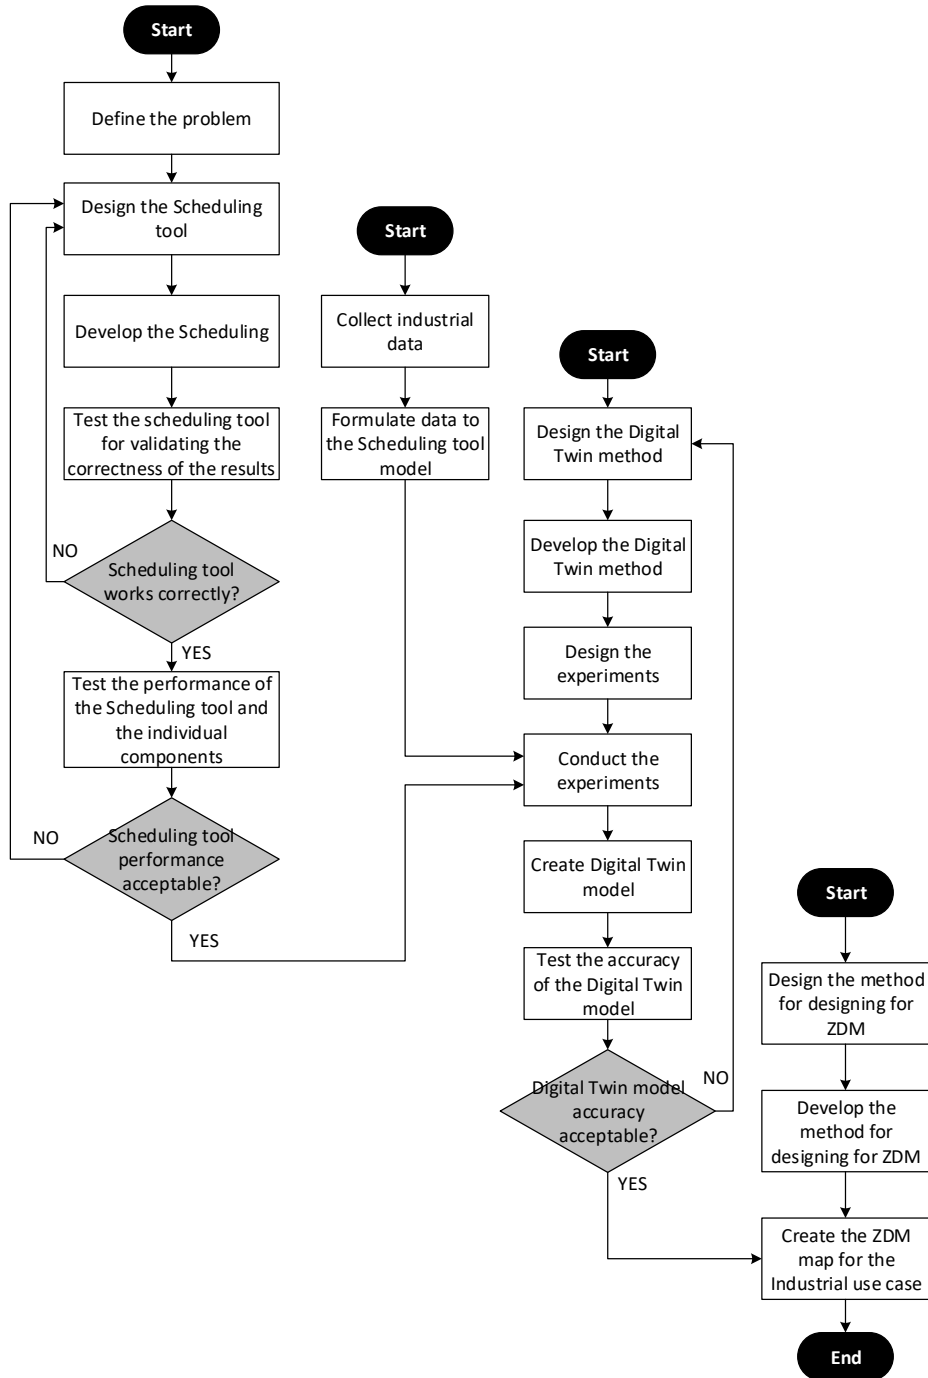 Start
Define the problem
Design the Scheduling
tool
Develop the Scheduling
Test the scheduling tool
for validating the
correctness of the results
NO
Scheduling tool
works correctly?
YES
Test the performance of
the Scheduling tool and
the individual
components
NO
Scheduling tool
performance
acceptable?
YES
Start
Collect industrial
data
Formulate data to
the Scheduling tool
model
Start
Design the Digital
Twin method
Develop the Digital
Twin method
Design the
experiments
Conduct the
experiments
Create Digital Twin
model
Test the accuracy
of the Digital Twin
model
Digital Twin model
accuracy
acceptable?
NO
YES
Start
Design the method
for designing for
ZDM
Develop the
method for
designing for ZDM
Create the ZDM
map for the
Industrial use case
End